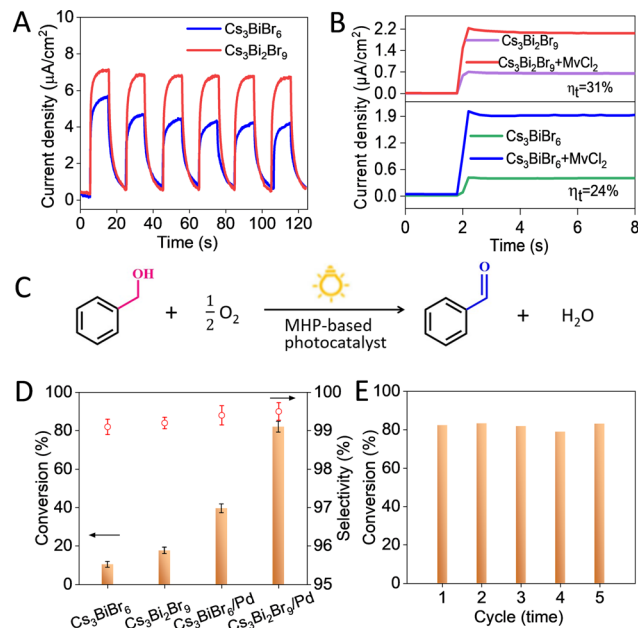 A
Cs₃BiBr₆
Cs₃Bi₂Br₉
Current density (μA/cm²)
10
8
6
4
2
0
0 20 40 60 80 100 120
Time (s)
B
Current density (μA/cm²)
2.2
1.4
0.7
0.0
Cs₃Bi₂Br₉
Cs₃Bi₂Br₉+MvCl₂
ηt=31%
1.9
1.3
0.6
0.0
Cs₃BiBr₆
Cs₃BiBr₆+MvCl₂
ηt=24%
0 2 4 6 8
Time (s)
C
OH
+ 1/2 O₂
MHP-based
photocatalyst
O
+ H₂O
D
Conversion (%)
100
80
60
40
20
0
Selectivity (%)
100
99
98
97
96
95
Cs₃BiBr₆
Cs₃Bi₂Br₉
Cs₃BiBr₆/Pd
Cs₃Bi₂Br₉/Pd
E
Conversion (%)
100
80
60
40
20
0
1 2 3 4 5
Cycle (time)